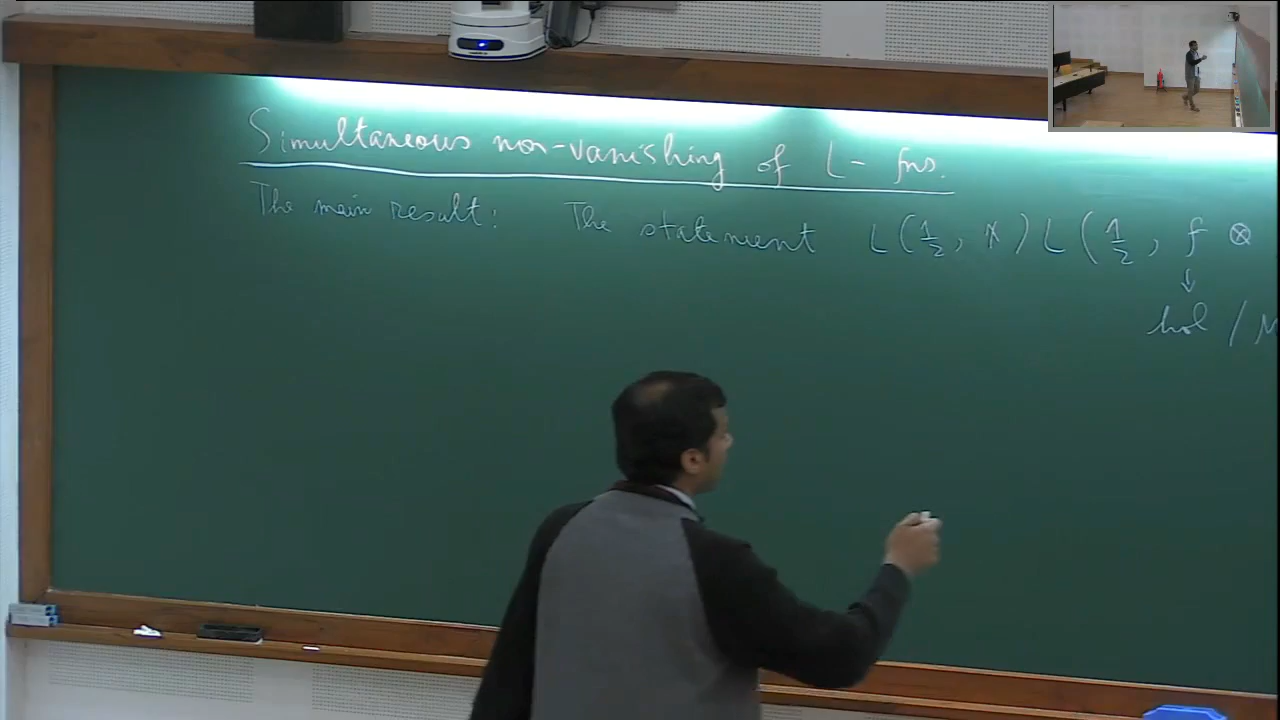 Simultaneous non-vanishing of L-fns.
The main result: The statement L(1/2, χ) L(1/2, f ⊗
↓
hol / M